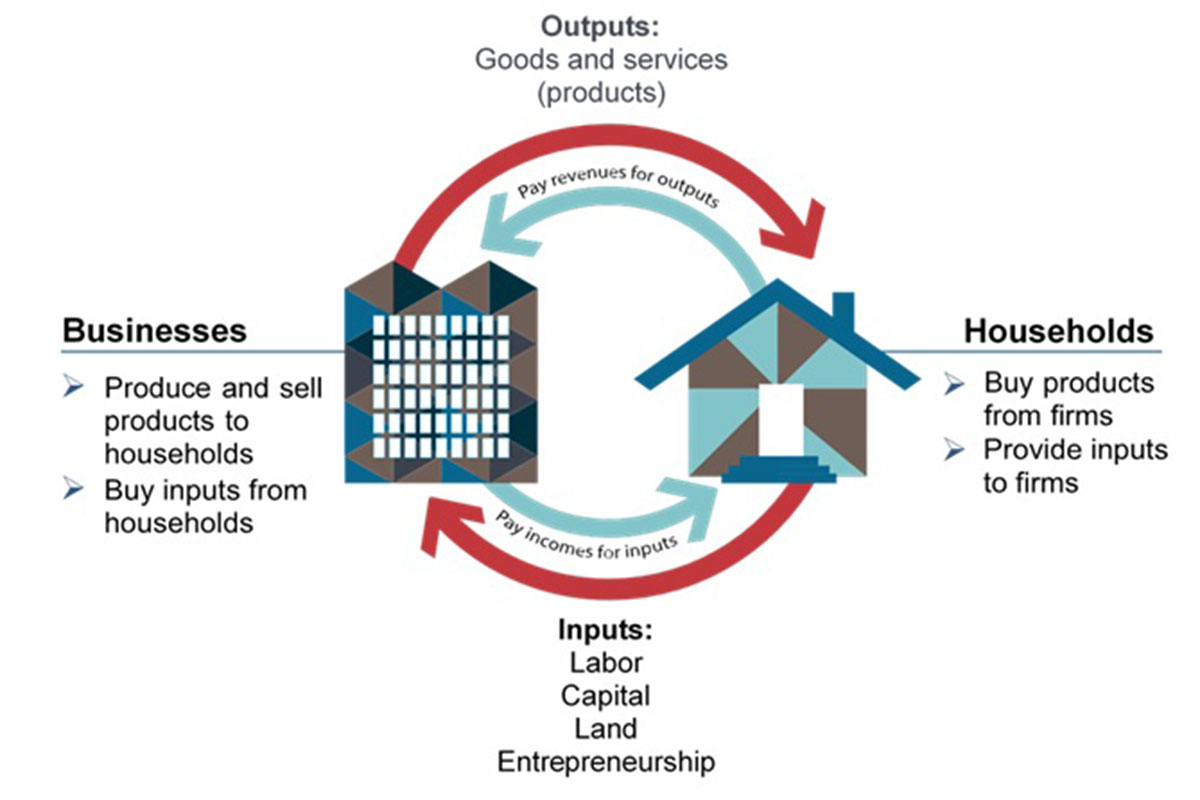 Outputs:
Goods and services
(products)
Pay revenues for outputs
Businesses
Produce and sell
products to
households
Buy inputs from
households
Households
Buy products
from firms
Provide inputs
to firms
Pay incomes for inputs
Inputs:
Labor
Capital
Land
Entrepreneurship